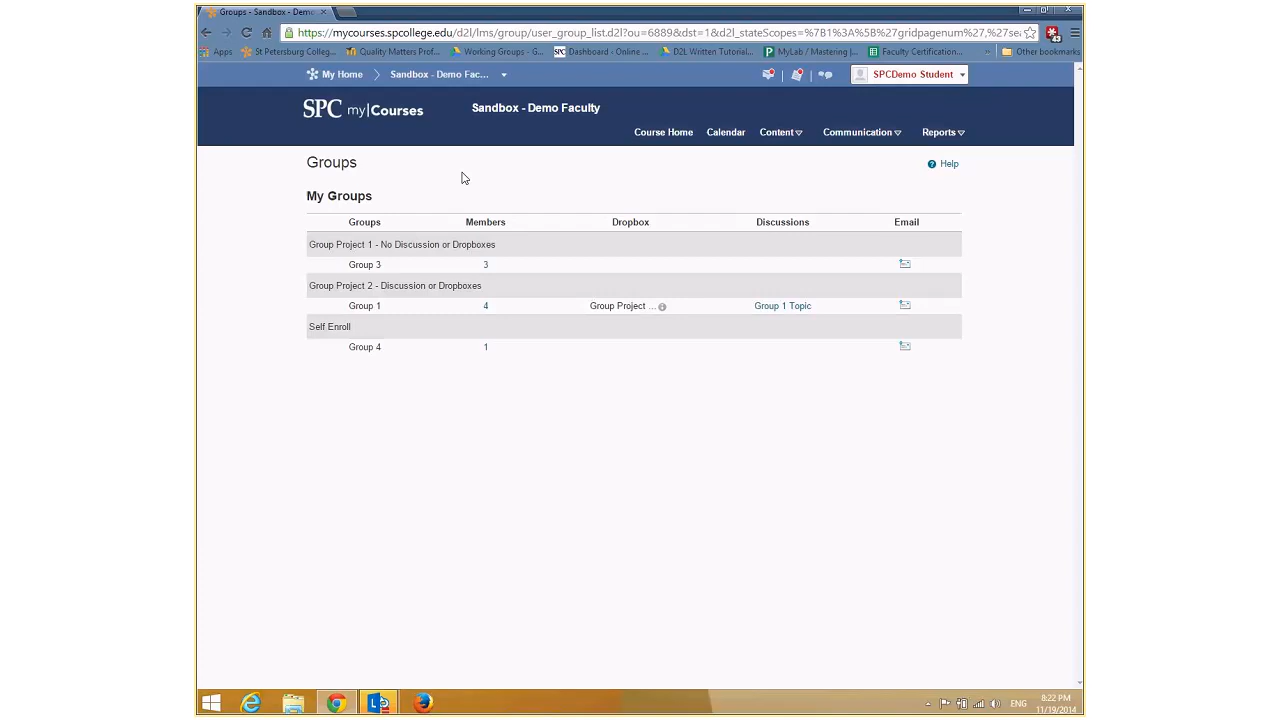 Groups - Sandbox - Demo
https://mycourses.spcollege.edu/d2l/lms/group/user_group_list.d2l?ou=6889&dst=1&d2l_stateScopes=%7B1%3A%5B%27gridpagenum%27,%27sea
43
Apps St Petersburg Colleg... Quality Matters Prof... Working Groups - G... SPC Dashboard : Online ... D2L Written Tutorial... MyLab / Mastering | ... Faculty Certification... » Other bookmarks
My Home Sandbox - Demo Fac... SPCDemo Student
SPC my|Courses Sandbox - Demo Faculty
Course Home Calendar Content Communication Reports
Groups Help
My Groups
Groups Members Dropbox Discussions Email
Group Project 1 - No Discussion or Dropboxes
Group 3 3
Group Project 2 - Discussion or Dropboxes
Group 1 4 Group Project ... Group 1 Topic
Self Enroll
Group 4 1
ENG 8:22 PM
11/19/2014